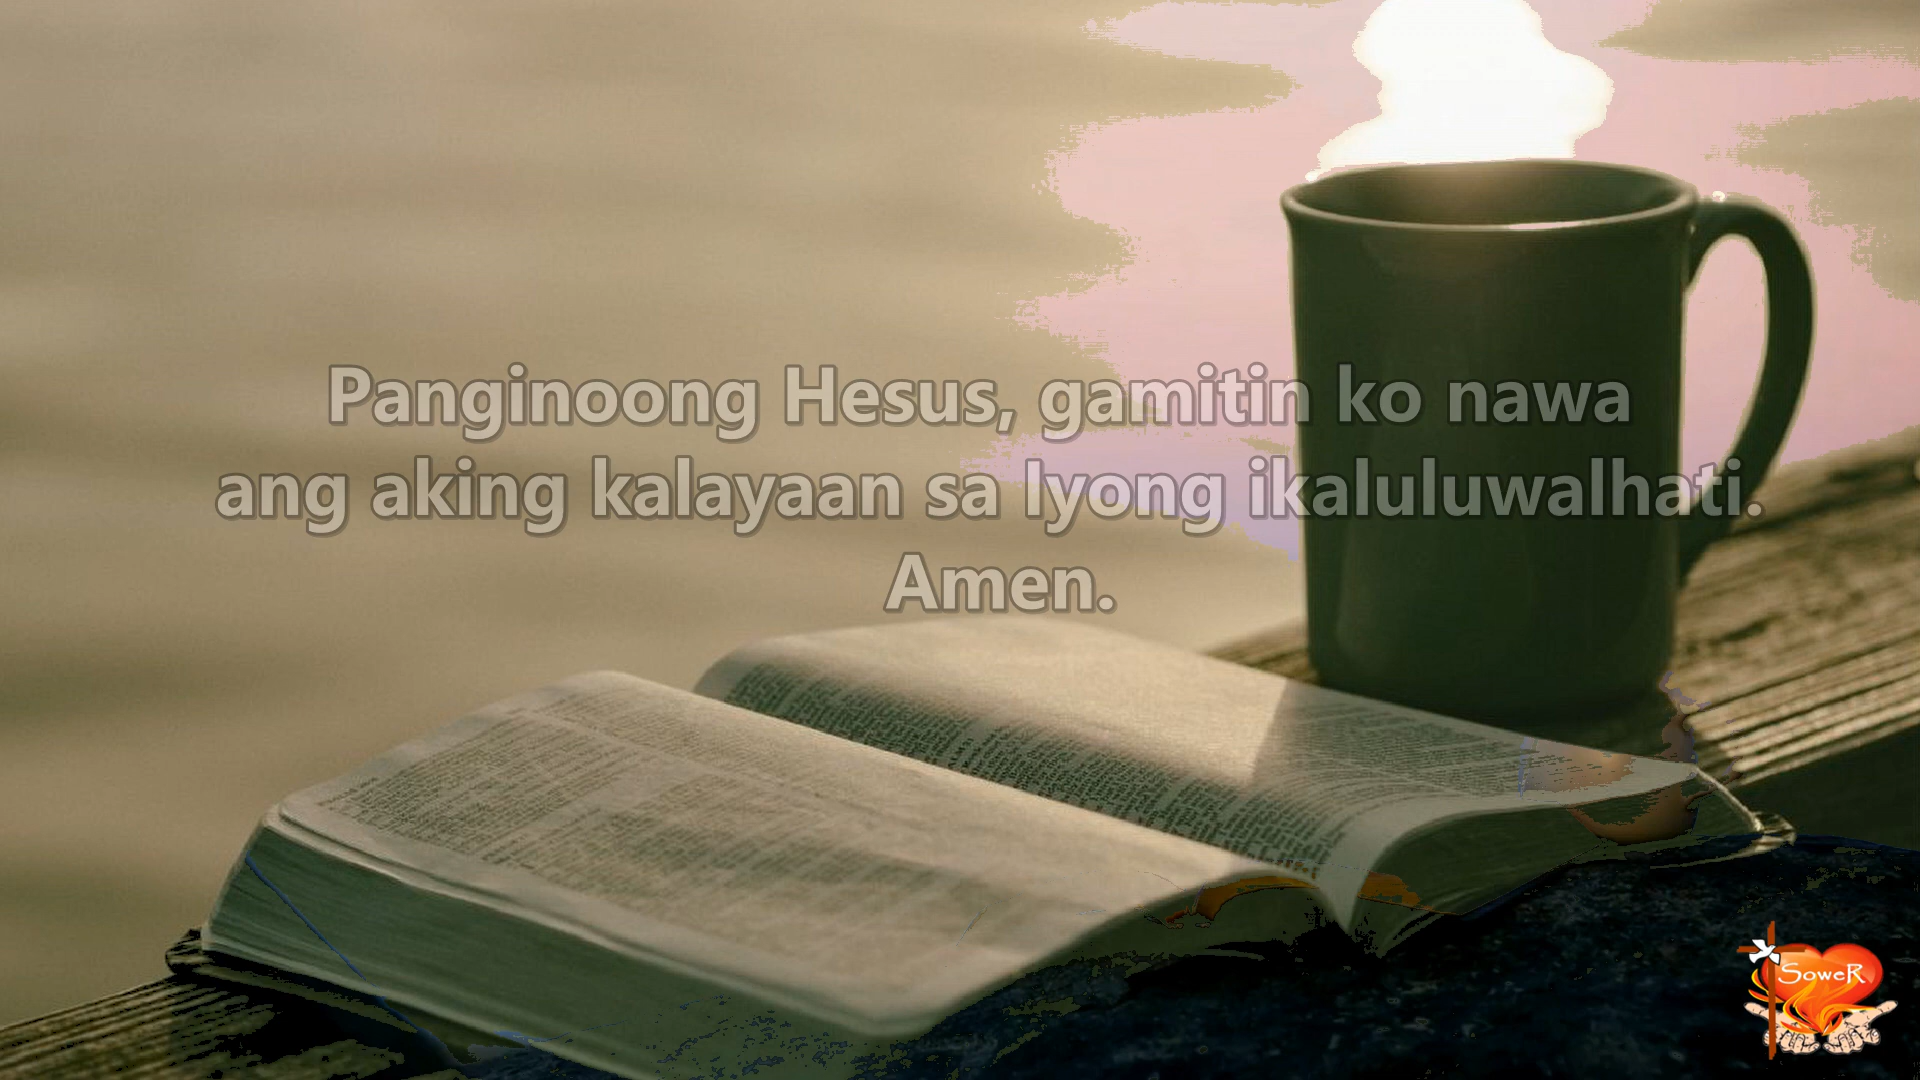 Panginoong Hesus, gamitin ko nawa
ang aking kalayaan sa Iyong ikaluluwalhati.
Amen.
SoweR